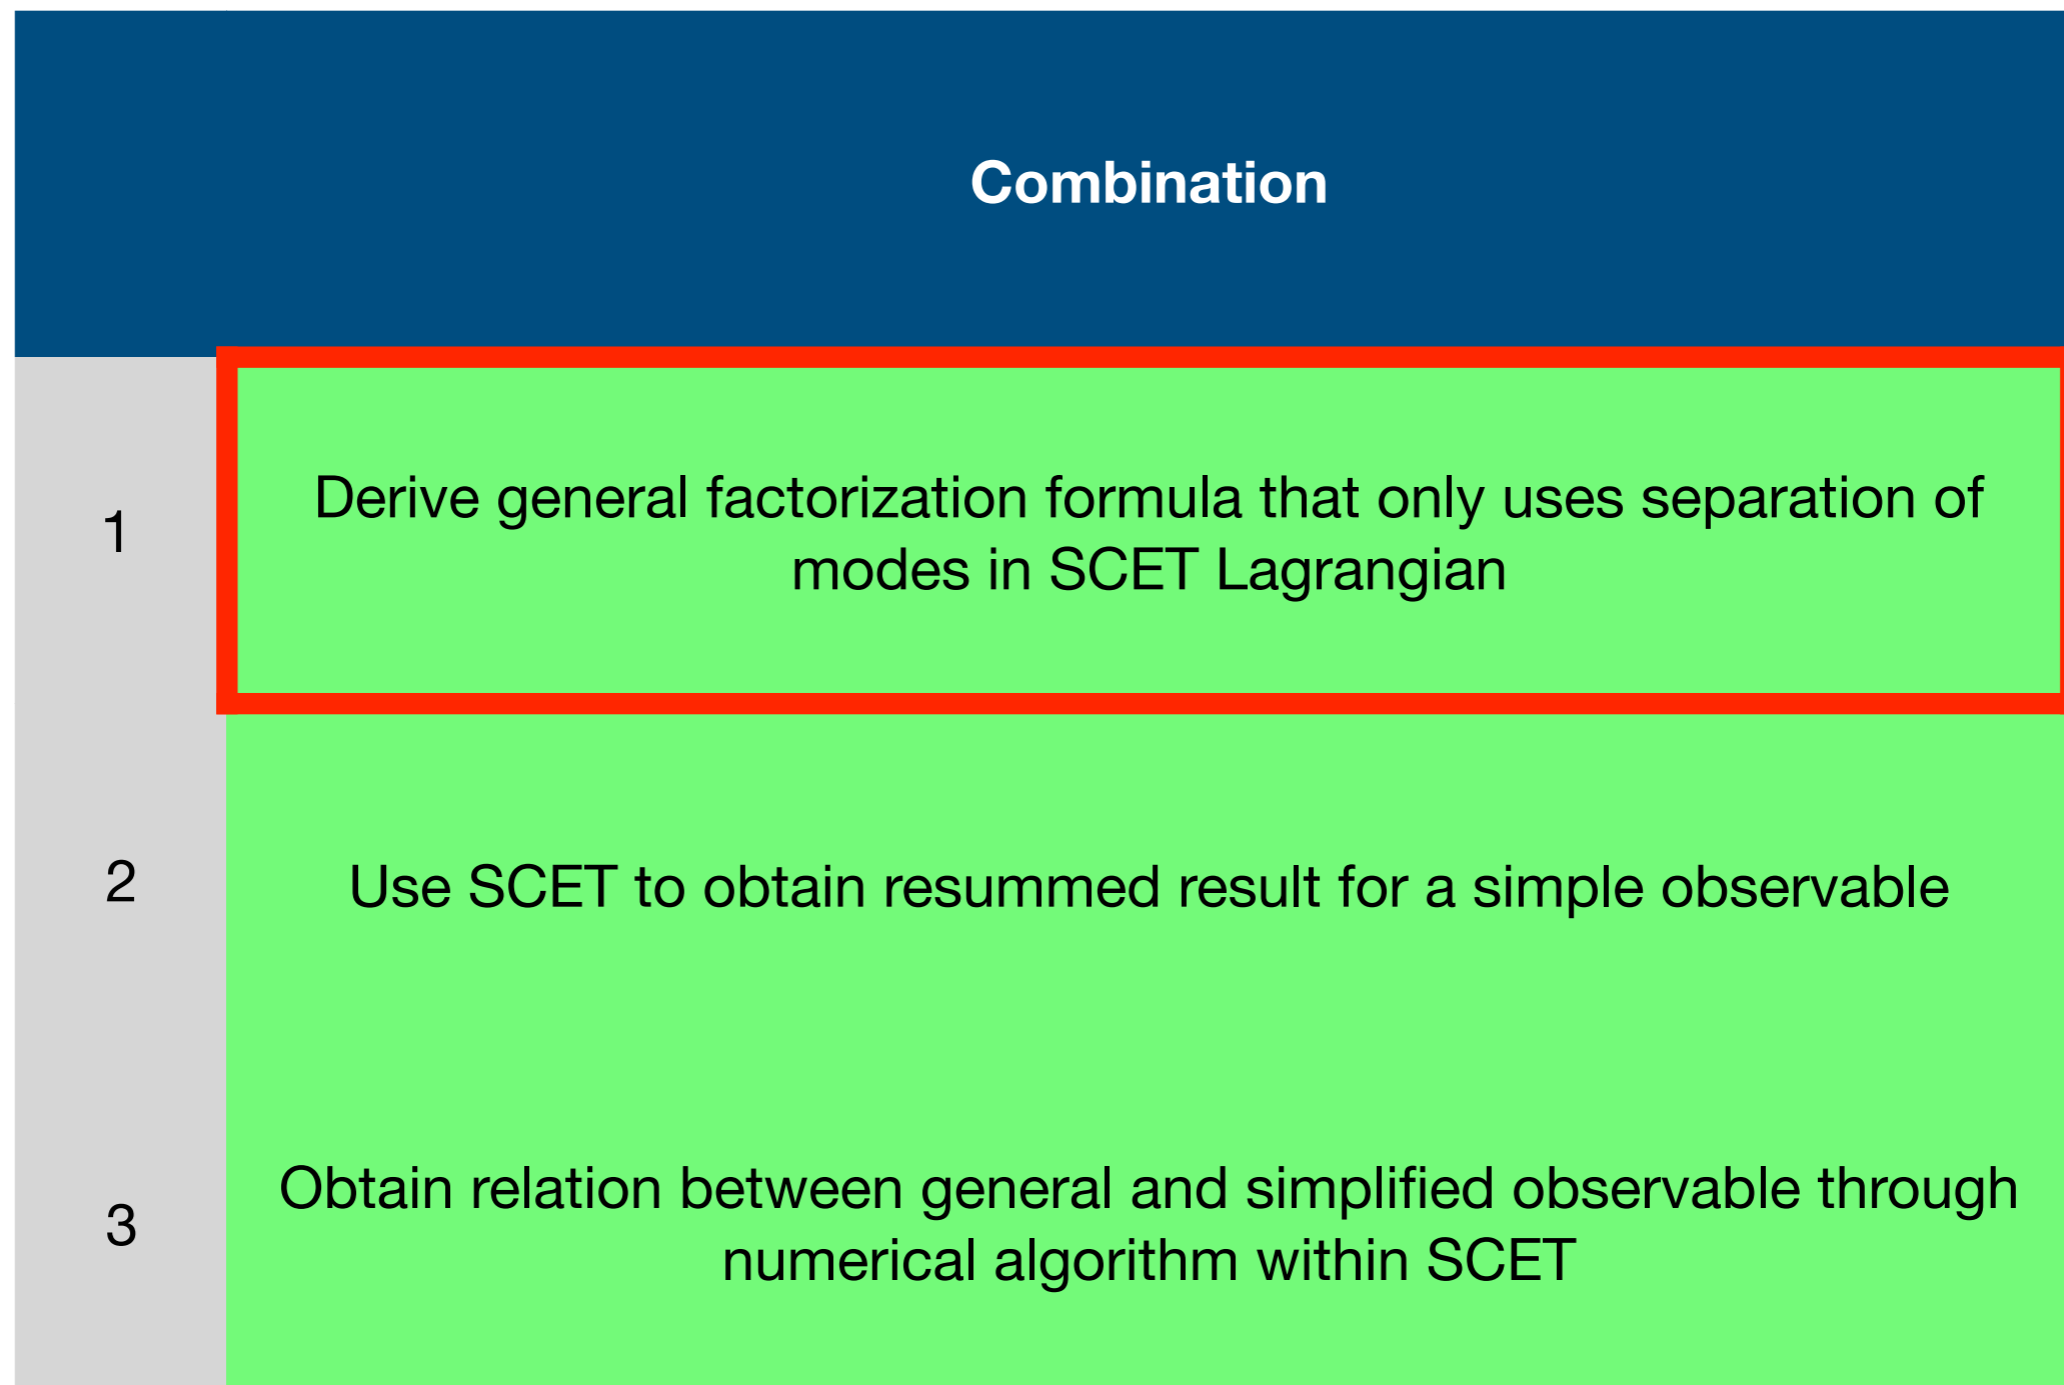 Combination
1
Derive general factorization formula that only uses separation of
modes in SCET Lagrangian
2
Use SCET to obtain resummed result for a simple observable
3
Obtain relation between general and simplified observable through
numerical algorithm within SCET